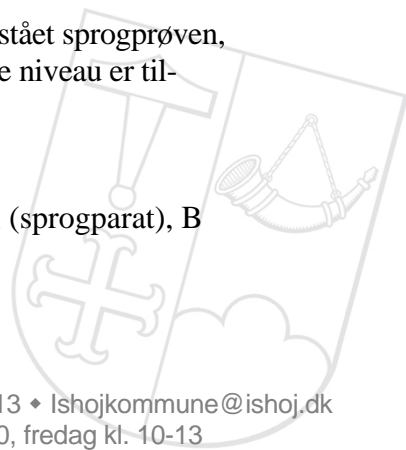 stået sprogprøven,
e niveau er til-
(sprogparat), B
13 ◆ Ishojkommune@ishoj.dk
0, fredag kl. 10-13